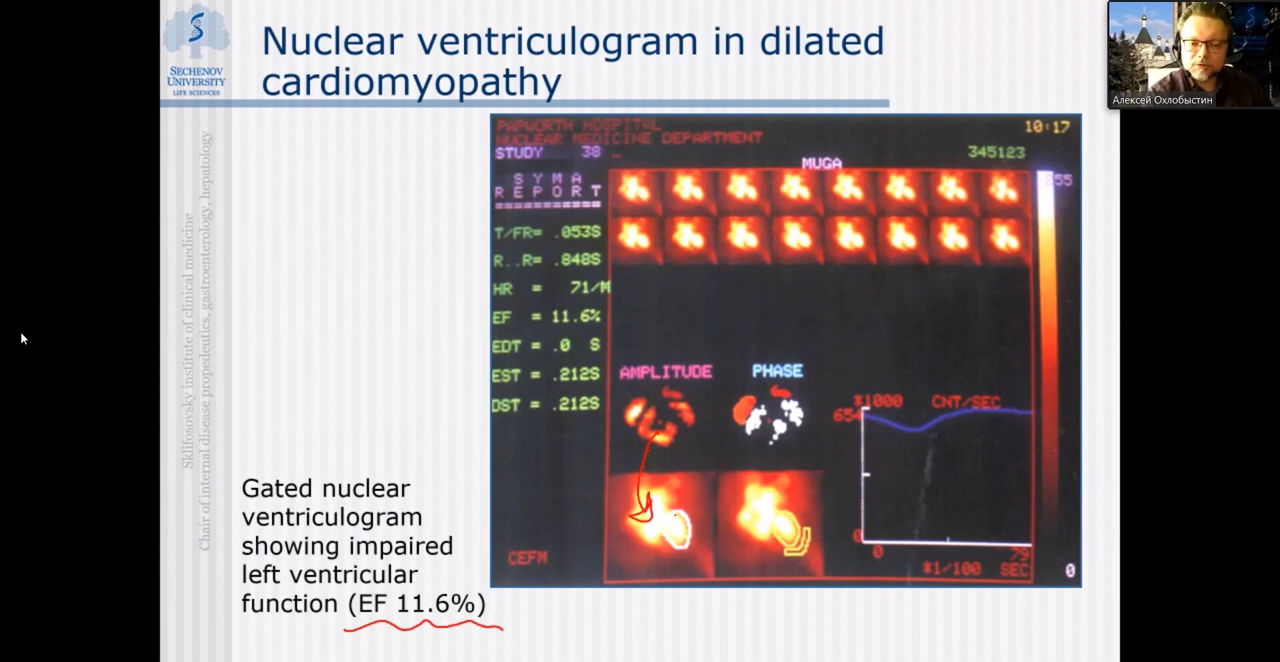 Nuclear ventriculogram in dilated
cardiomyopathy
SECHENOV
UNIVERSITY
LIFE SCIENCES
Sklifosovsky institute of clinical medicine
Chair of internal disease propedeutics, gastroenterology, hepatology
Алексей Охлобыстин
PAPWORTH HOSPITAL
NUCLEAR MEDICINE DEPARTMENT
10:17
STUDY 38
345123
MUGA
255
S Y M A
R E P O R T
T/FR= .053S
R..R= .848S
HR = 71/M
EF = 11.6%
EDT = .0 S
EST = .212S
DST = .212S
AMPLITUDE
PHASE
*1000 CNT/SEC
654
0
0
79
*1/100 SEC
0
CEFM
Gated nuclear
ventriculogram
showing impaired
left ventricular
function (EF 11.6%)